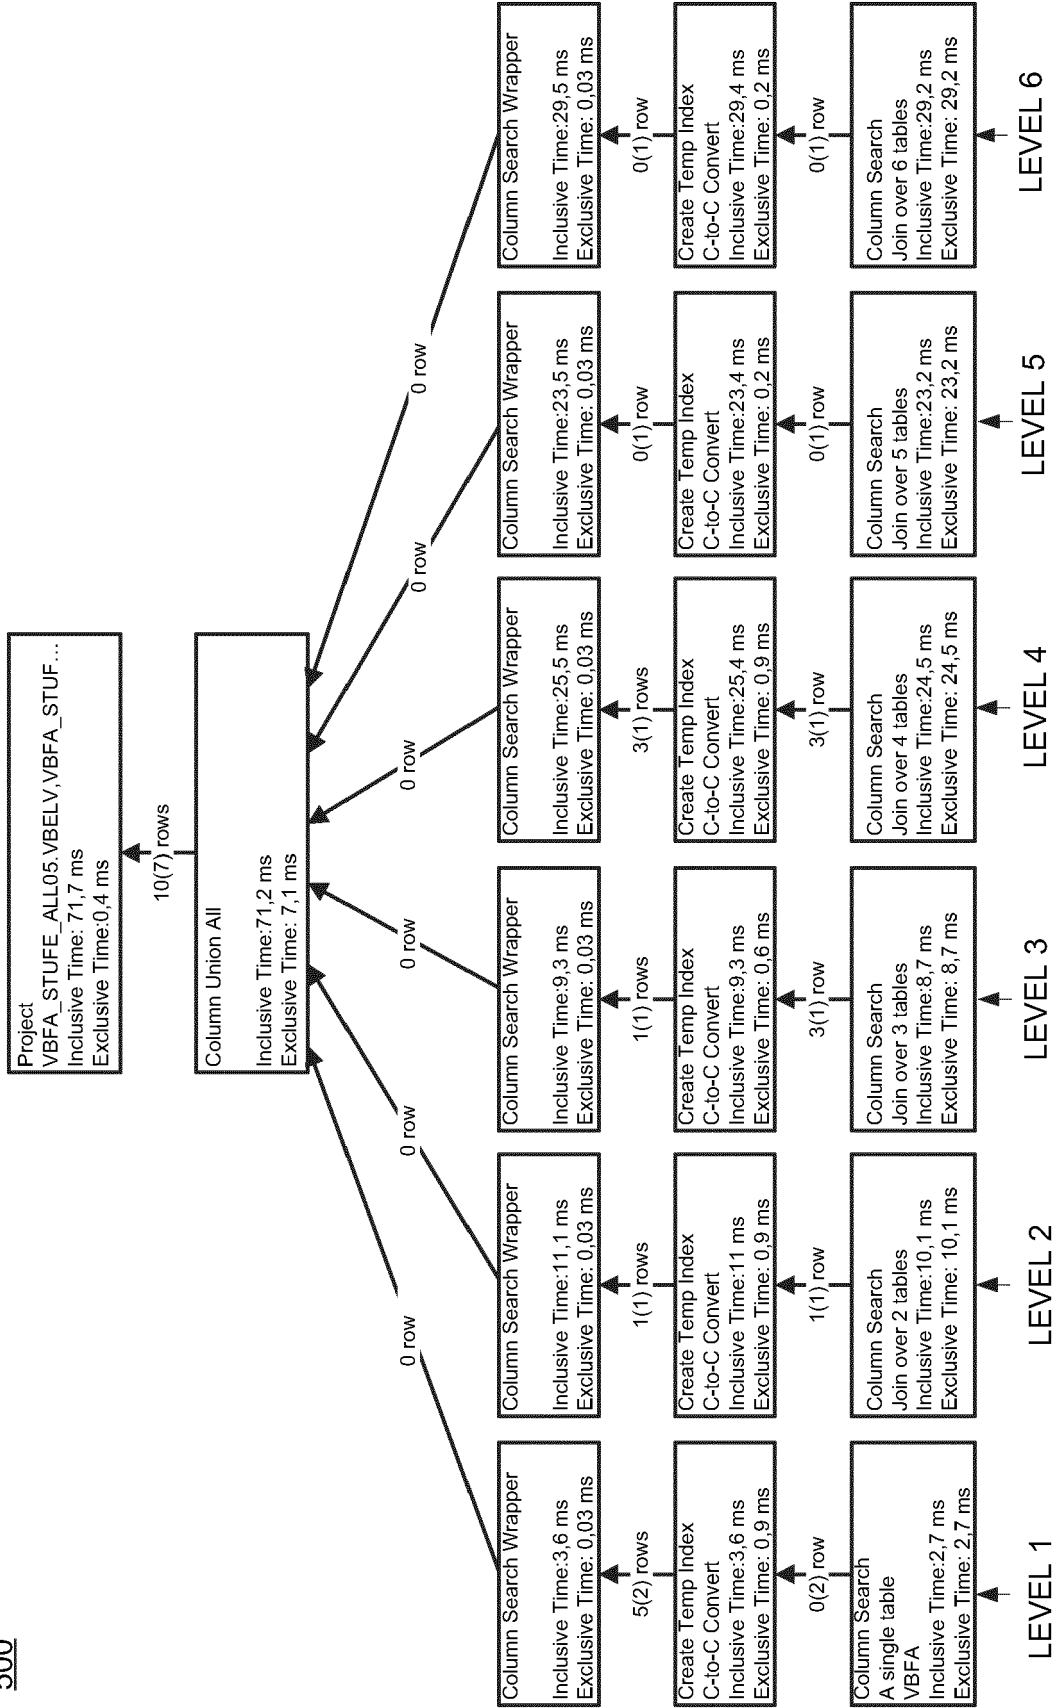 Project
VBFA_STUFE_ALL05.VBELV,VBFA_STUF...
Inclusive Time: 71,7 ms
Exclusive Time:0,4 ms
10(7) rows
Column Union All
Inclusive Time:71,2 ms
Exclusive Time: 7,1 ms
0 row
0 row
0 row
0 row
0 row
0 row
Column Search Wrapper
Inclusive Time:3,6 ms
Exclusive Time: 0,03 ms
5(2) rows
Create Temp Index
C-to-C Convert
Inclusive Time:3,6 ms
Exclusive Time: 0,9 ms
0(2) row
Column Search
A single table
VBFA
Inclusive Time:2,7 ms
Exclusive Time: 2,7 ms
LEVEL 1
Column Search Wrapper
Inclusive Time:11,1 ms
Exclusive Time: 0,03 ms
1(1) rows
Create Temp Index
C-to-C Convert
Inclusive Time:11 ms
Exclusive Time: 0,9 ms
1(1) row
Column Search
Join over 2 tables
Inclusive Time:10,1 ms
Exclusive Time: 10,1 ms
LEVEL 2
Column Search Wrapper
Inclusive Time:9,3 ms
Exclusive Time: 0,03 ms
1(1) rows
Create Temp Index
C-to-C Convert
Inclusive Time:9,3 ms
Exclusive Time: 0,6 ms
3(1) row
Column Search
Join over 3 tables
Inclusive Time:8,7 ms
Exclusive Time: 8,7 ms
LEVEL 3
Column Search Wrapper
Inclusive Time:25,5 ms
Exclusive Time: 0,03 ms
3(1) rows
Create Temp Index
C-to-C Convert
Inclusive Time:25,4 ms
Exclusive Time: 0,9 ms
3(1) row
Column Search
Join over 4 tables
Inclusive Time:24,5 ms
Exclusive Time: 24,5 ms
LEVEL 4
Column Search Wrapper
Inclusive Time:23,5 ms
Exclusive Time: 0,03 ms
0(1) row
Create Temp Index
C-to-C Convert
Inclusive Time:23,4 ms
Exclusive Time: 0,2 ms
0(1) row
Column Search
Join over 5 tables
Inclusive Time:23,2 ms
Exclusive Time: 23,2 ms
LEVEL 5
Column Search Wrapper
Inclusive Time:29,5 ms
Exclusive Time: 0,03 ms
0(1) row
Create Temp Index
C-to-C Convert
Inclusive Time:29,4 ms
Exclusive Time: 0,2 ms
0(1) row
Column Search
Join over 6 tables
Inclusive Time:29,2 ms
Exclusive Time: 29,2 ms
LEVEL 6